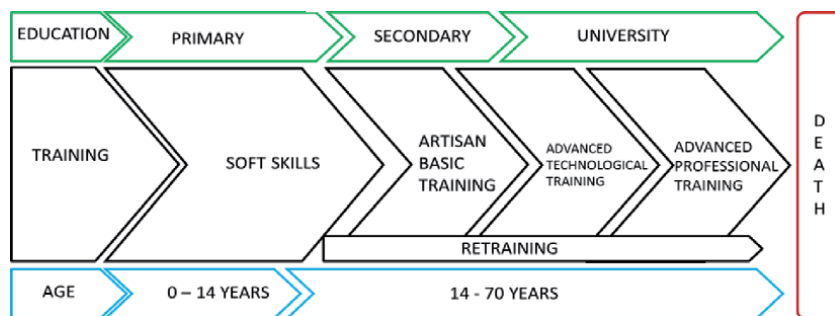 EDUCATION
PRIMARY
SECONDARY
UNIVERSITY
TRAINING
SOFT SKILLS
ARTISAN
BASIC
TRAINING
ADVANCED
TECHNOLOGICAL
TRAINING
ADVANCED
PROFESSIONAL
TRAINING
RETRAINING
AGE
0 – 14 YEARS
14 - 70 YEARS
D
E
A
T
H